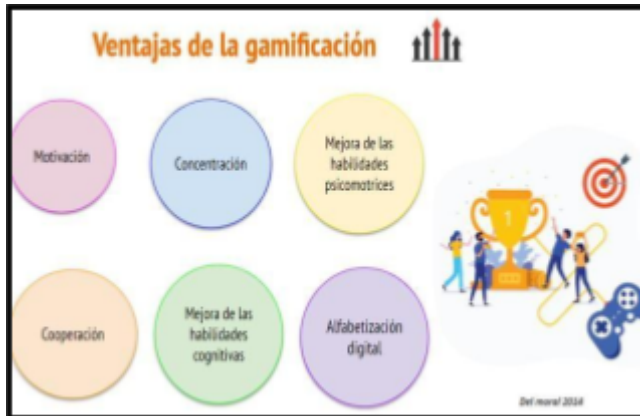 Ventajas de la gamificación
Motivación
Concentración
Mejora de las
habilidades
psicomotrices
Cooperación
Mejora de las
habilidades
cognitivas
Alfabetización
digital
1
Del moral 2014